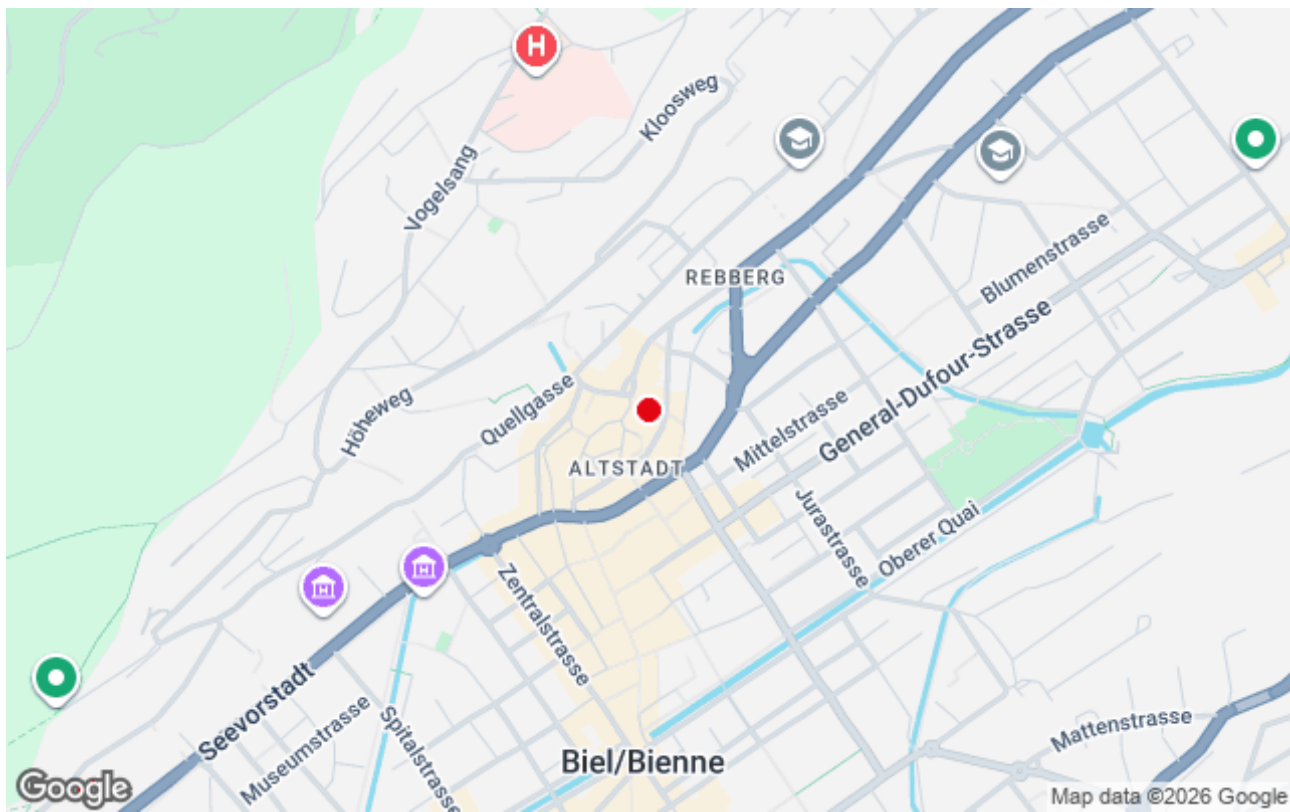 H
Kloosweg
Vogelsang
REBBERG
Blumenstrasse
General-Dufour-Strasse
Höheweg
Quellgasse
Mittelstrasse
ALTSTADT
Jurastrasse
Oberer Quai
Zentralstrasse
Seevorstadt
Museumstrasse
Spitalstrasse
Mattenstrasse
Biel/Bienne
Google
Map data ©2026 Google